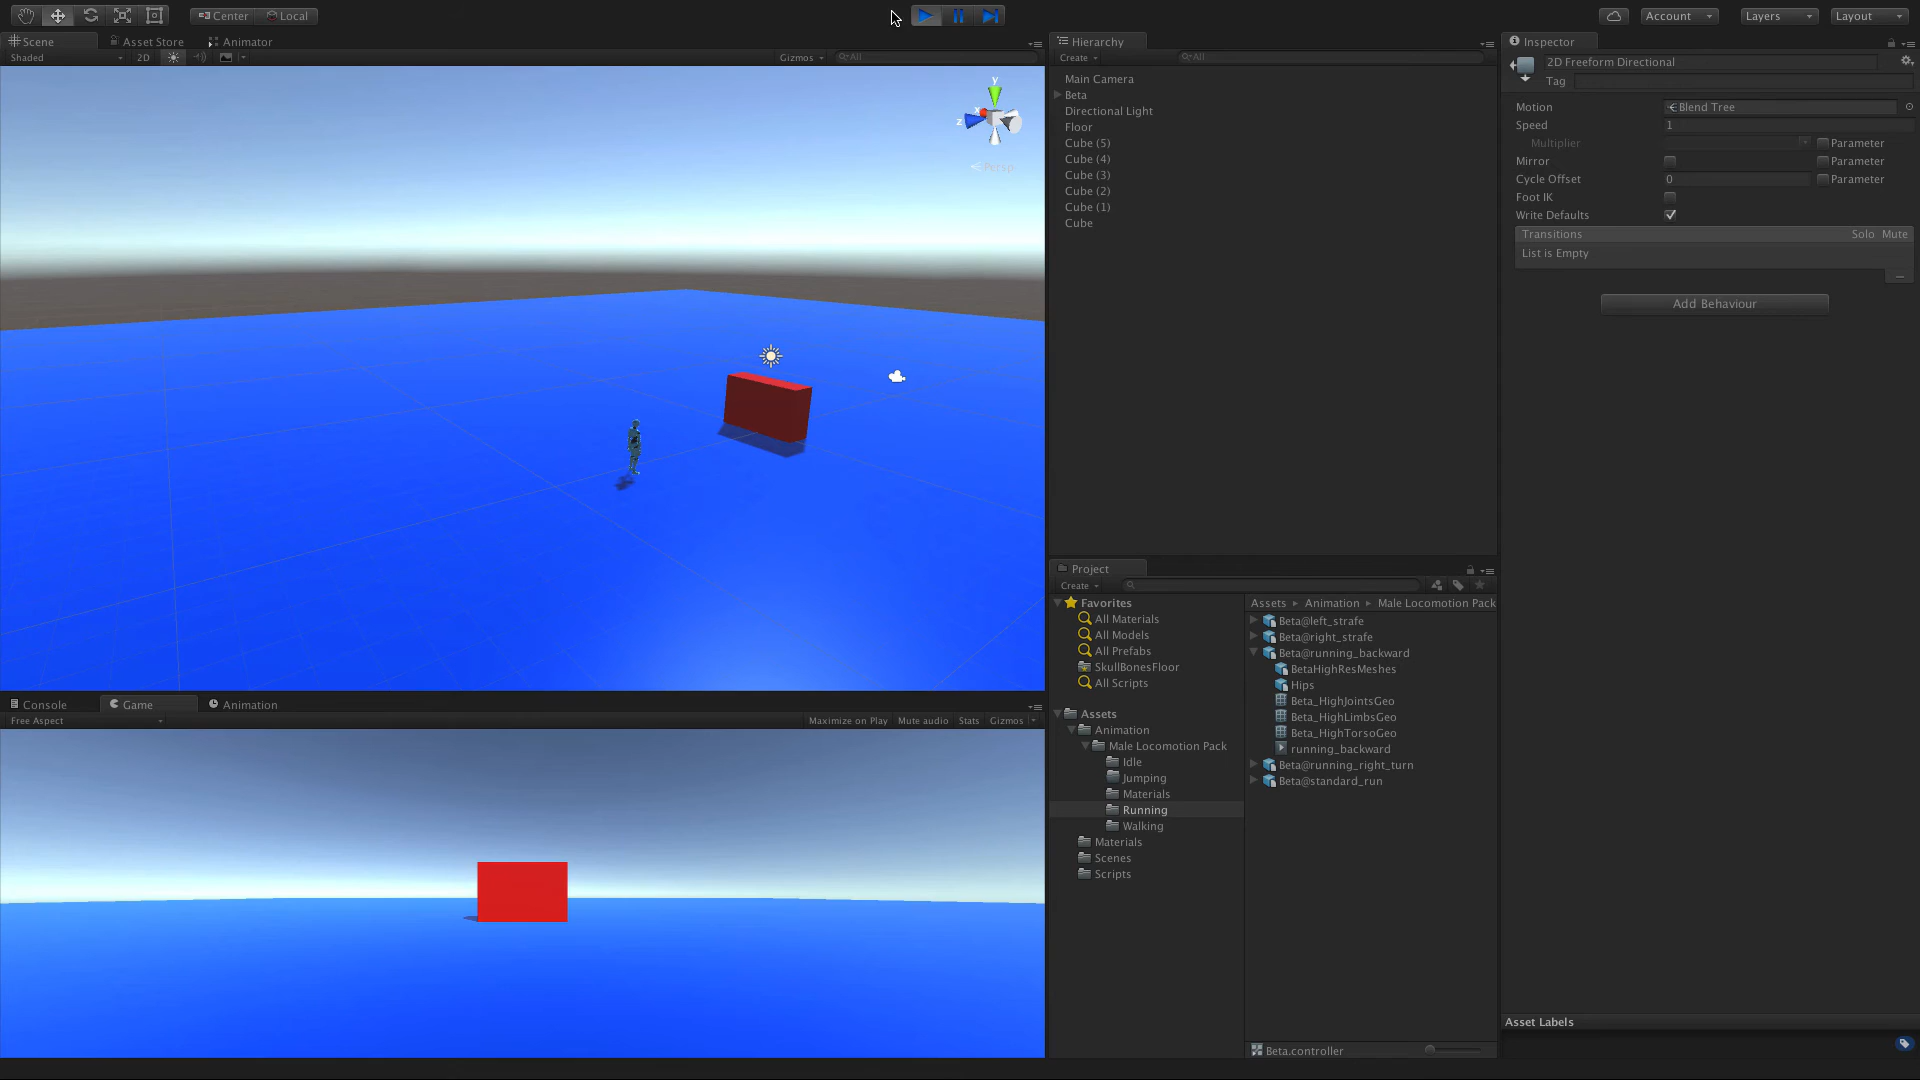 Center
Local
Account
Layers
Layout
Scene
Asset Store
Animator
Shaded
2D
Gizmos
All
y
x
z
Persp
Console
Game
Animation
Free Aspect
Maximize on Play
Mute audio
Stats
Gizmos
Hierarchy
Create
All
Main Camera
Beta
Directional Light
Floor
Cube (5)
Cube (4)
Cube (3)
Cube (2)
Cube (1)
Cube
Project
Create
Favorites
All Materials
All Models
All Prefabs
SkullBonesFloor
All Scripts
Assets
Animation
Male Locomotion Pack
Idle
Jumping
Materials
Running
Walking
Materials
Scenes
Scripts
Assets
Animation
Male Locomotion Pack
Beta@left_strafe
Beta@right_strafe
Beta@running_backward
BetaHighResMeshes
Hips
Beta_HighJointsGeo
Beta_HighLimbsGeo
Beta_HighTorsoGeo
running_backward
Beta@running_right_turn
Beta@standard_run
Beta.controller
Inspector
2D Freeform Directional
Tag
Motion
Blend Tree
Speed
1
Multiplier
Parameter
Mirror
Parameter
Cycle Offset
0
Parameter
Foot IK
Write Defaults
Transitions
Solo
Mute
List is Empty
Add Behaviour
Asset Labels